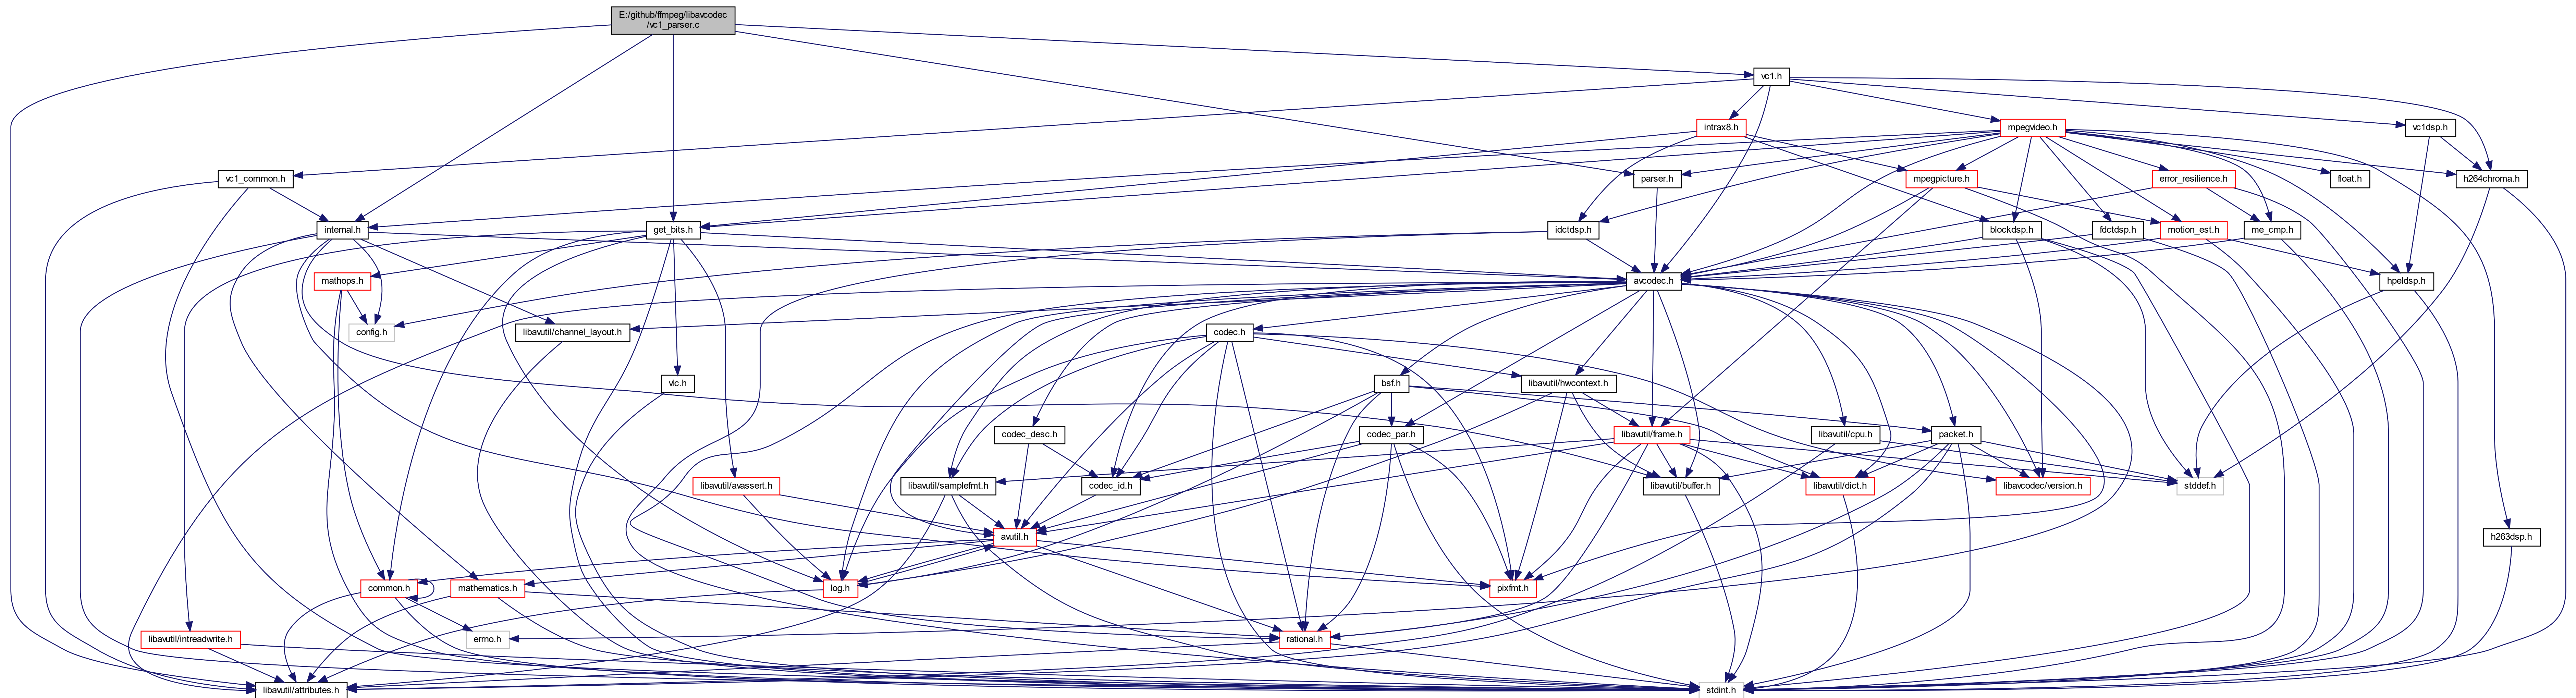 E:/github/ffmpeg/libavcodec
/vc1_parser.c
vc1.h
intrax8.h
mpegvideo.h
vc1dsp.h
vc1_common.h
parser.h
mpegpicture.h
error_resilience.h
float.h
h264chroma.h
internal.h
get_bits.h
idctdsp.h
blockdsp.h
fdctdsp.h
motion_est.h
me_cmp.h
mathops.h
avcodec.h
hpeldsp.h
config.h
libavutil/channel_layout.h
codec.h
vlc.h
bsf.h
libavutil/hwcontext.h
codec_desc.h
codec_par.h
libavutil/frame.h
libavutil/cpu.h
packet.h
libavutil/avassert.h
libavutil/samplefmt.h
codec_id.h
libavutil/buffer.h
libavutil/dict.h
libavcodec/version.h
stddef.h
avutil.h
h263dsp.h
common.h
mathematics.h
log.h
pixfmt.h
libavutil/intreadwrite.h
errno.h
rational.h
libavutil/attributes.h
stdint.h